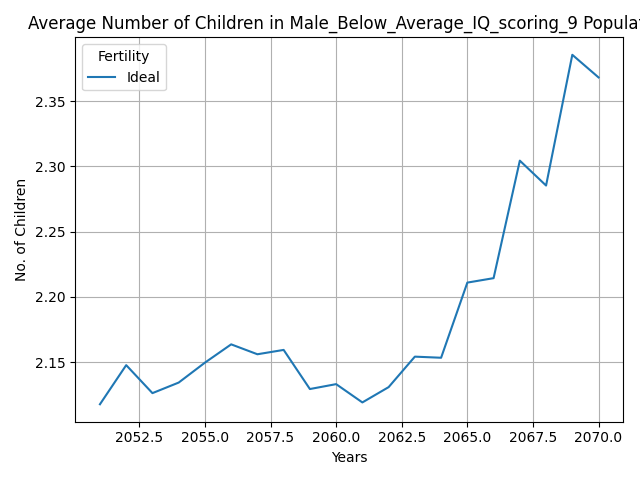 Average Number of Children in Male_Below_Average_IQ_scoring_9
Fertility
Ideal
No. of Children
2.35
2.30
2.25
2.20
2.15
2052.5 2055.0 2057.5 2060.0 2062.5 2065.0 2067.5 2070.0
Years